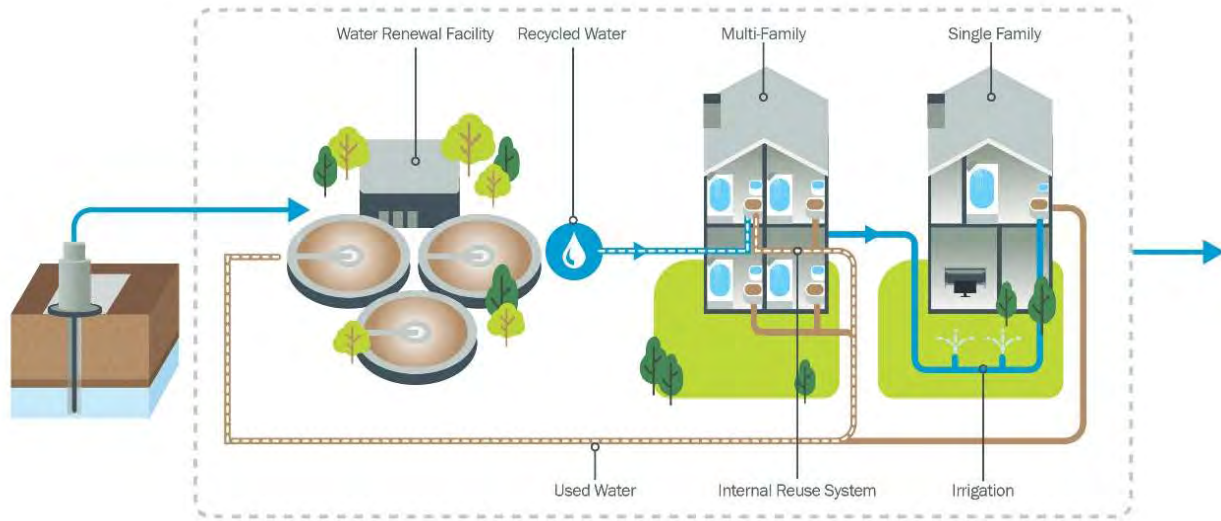 Water Renewal Facility
Recycled Water
Multi-Family
Single Family
Used Water
Internal Reuse System
Irrigation